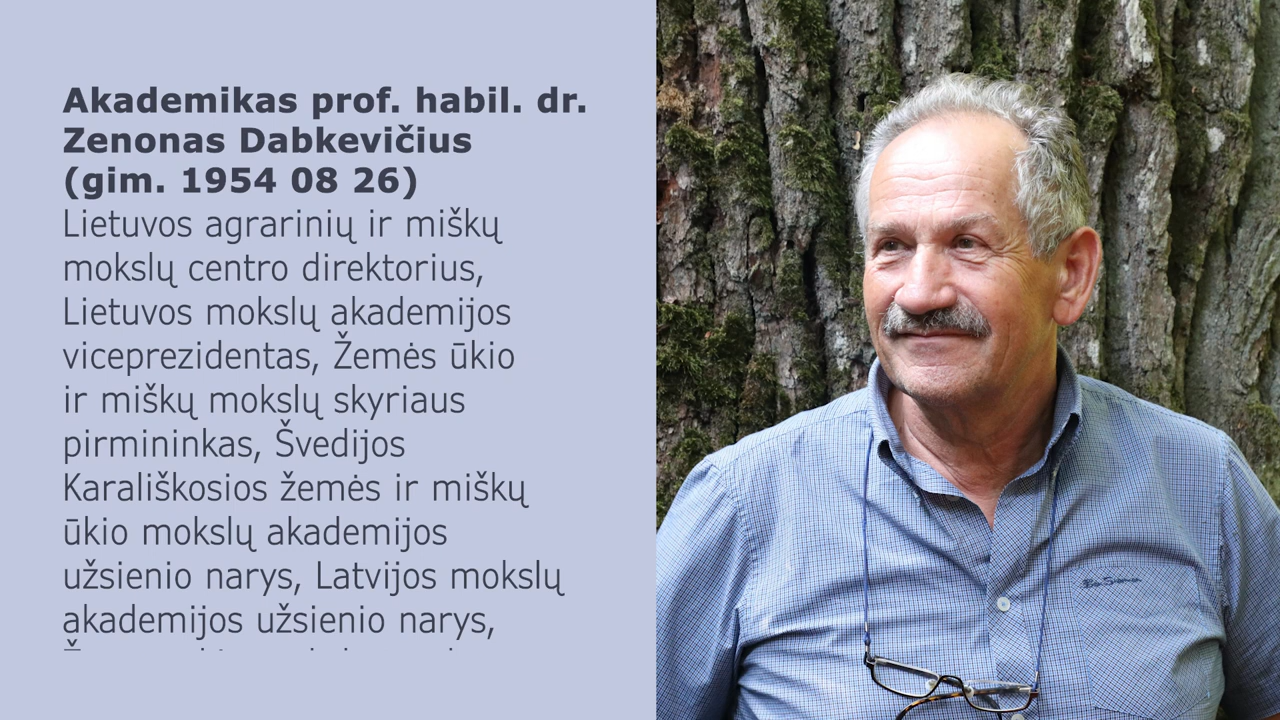 Akademikas prof. habil. dr.
Zenonas Dabkevičius
(gim. 1954 08 26)
Lietuvos agrarinių ir miškų
mokslų centro direktorius,
Lietuvos mokslų akademijos
viceprezidentas, Žemės ūkio
ir miškų mokslų skyriaus
pirmininkas, Švedijos
Karališkosios žemės ir miškų
ūkio mokslų akademijos
užsienio narys, Latvijos mokslų
akademijos užsienio narys,
Ben Sherman